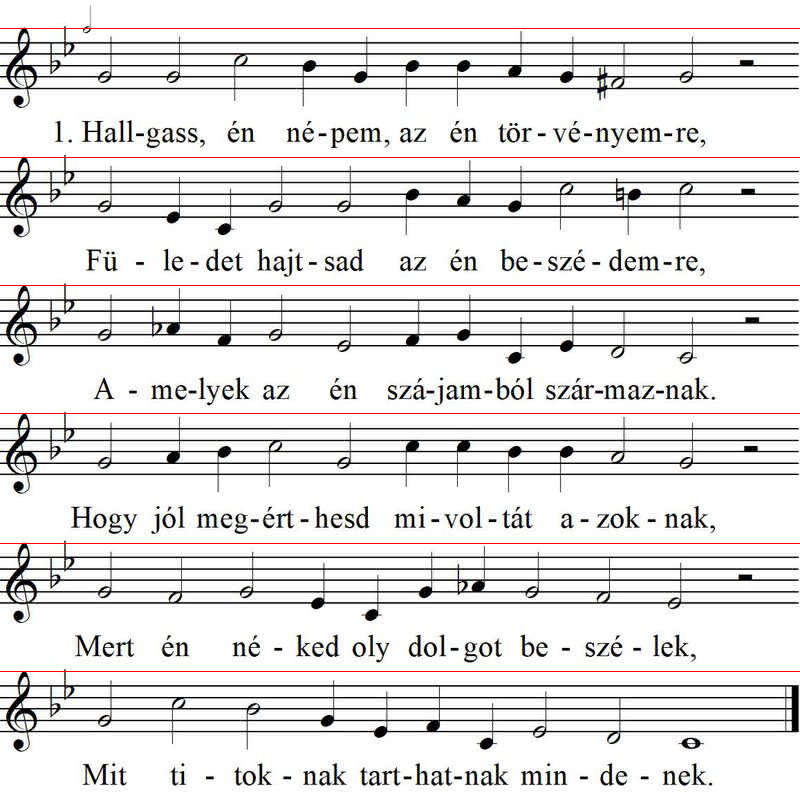 1. Hall-gass, én né-pem, az én tör-vé-nyem-re,
Fü-le-det hajt-sad az én be-szé-dem-re,
A-me-lyek az én szá-jam-ból szár-maz-nak.
Hogy jól meg-ért-hesd mi-vol-tát a-zok-nak,
Mert én né-ked oly dol-got be-szé-lek,
Mit ti-tok-nak tart-hat-nak min-de-nek.